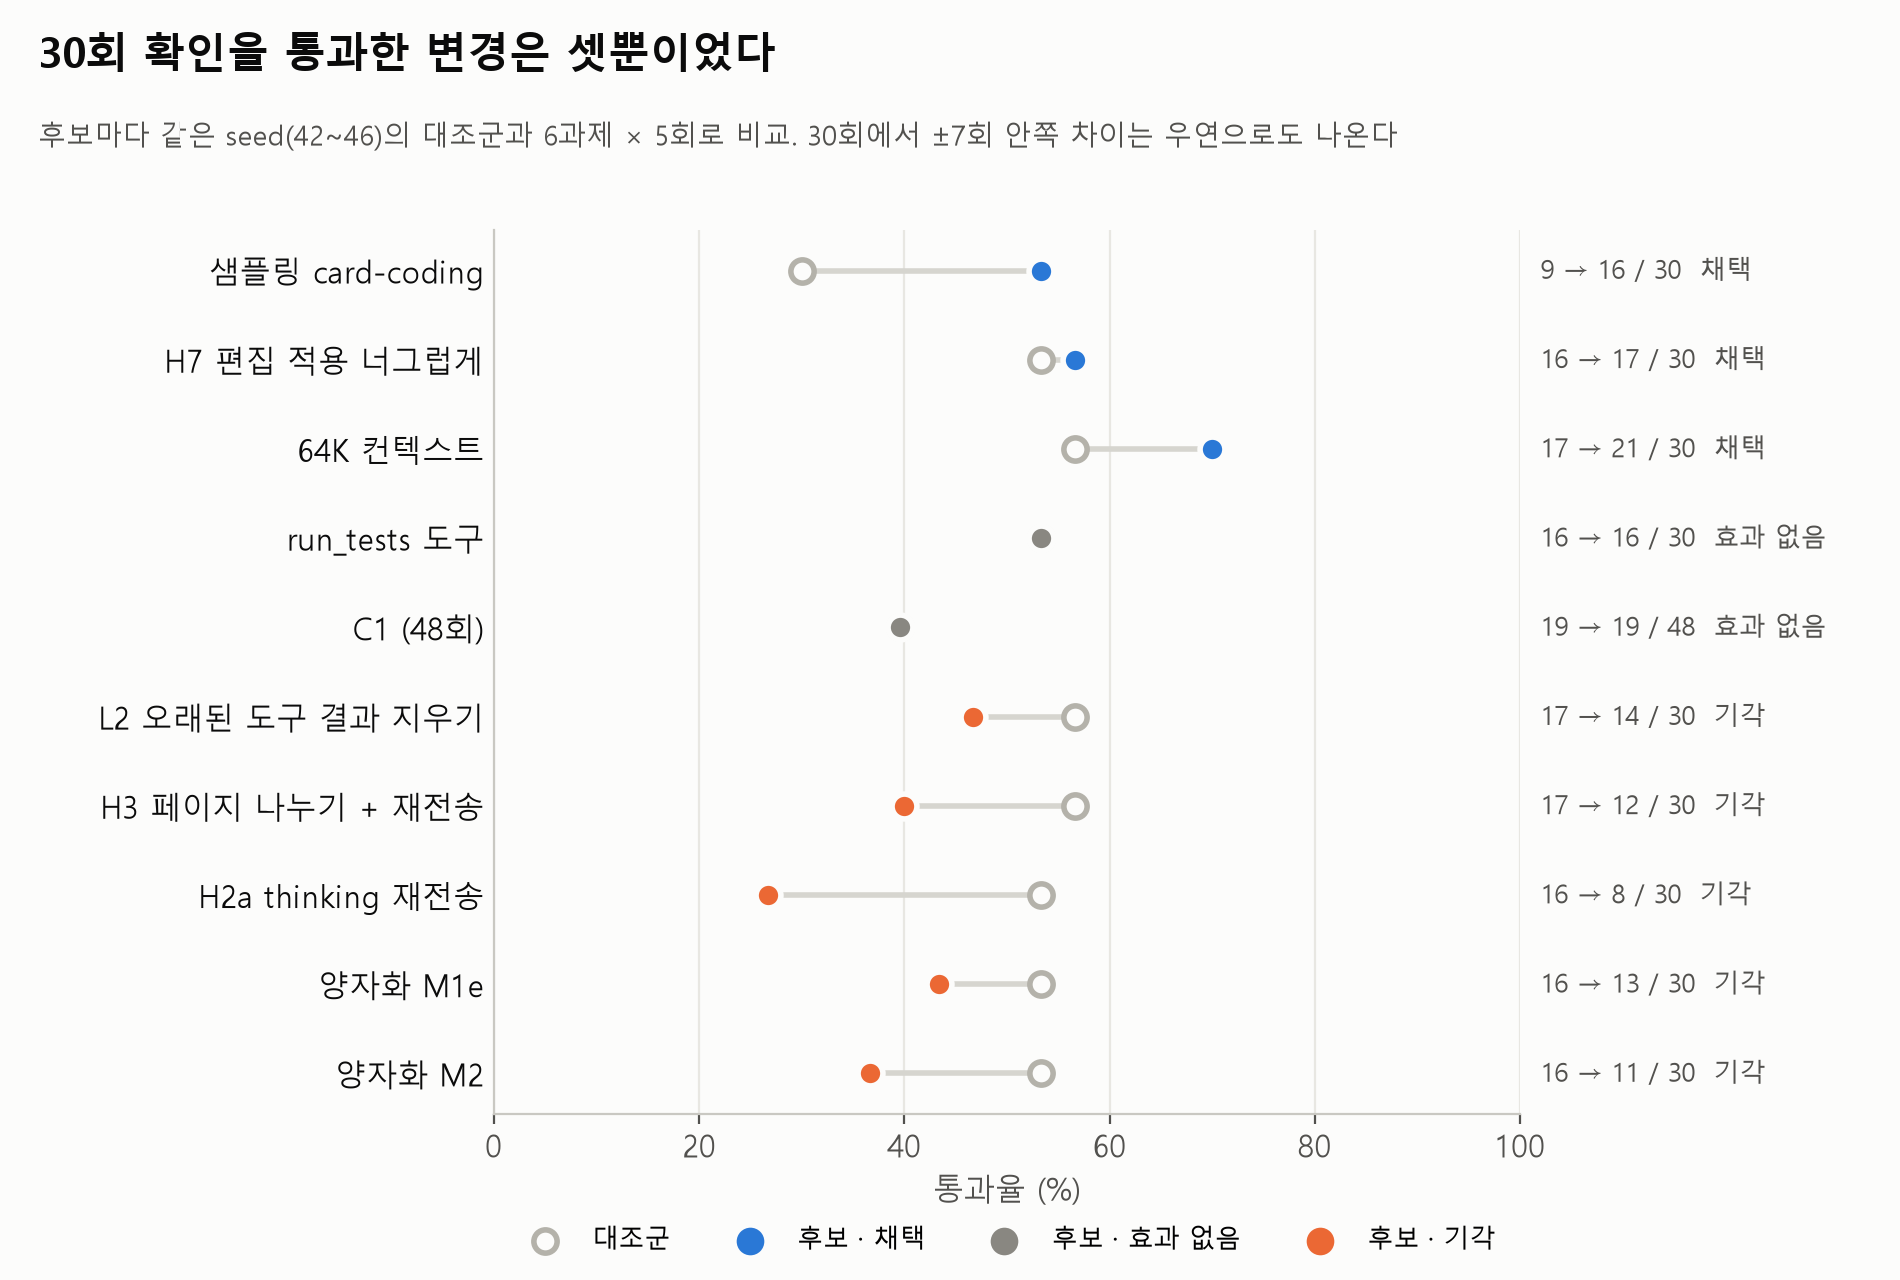 30회 확인을 통과한 변경은 셋뿐이었다
후보마다 같은 seed(42~46)의 대조군과 6과제 × 5회로 비교. 30회에서 ±7회 안쪽 차이는 우연으로도 나온다
샘플링 card-coding 9 → 16 / 30 채택
H7 편집 적용 너그럽게 16 → 17 / 30 채택
64K 컨텍스트 17 → 21 / 30 채택
run_tests 도구 16 → 16 / 30 효과 없음
C1 (48회) 19 → 19 / 48 효과 없음
L2 오래된 도구 결과 지우기 17 → 14 / 30 기각
H3 페이지 나누기 + 재전송 17 → 12 / 30 기각
H2a thinking 재전송 16 → 8 / 30 기각
양자화 M1e 16 → 13 / 30 기각
양자화 M2 16 → 11 / 30 기각
0 20 40 60 80 100
통과율 (%)
대조군 후보 · 채택 후보 · 효과 없음 후보 · 기각